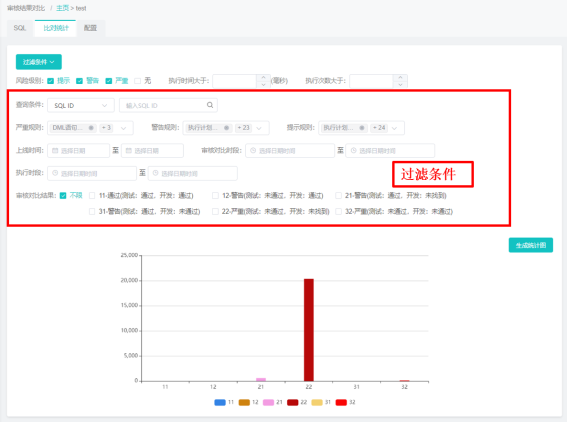 审核结果对比 / 主页 > test
SQL 比对统计 配置
过滤条件
风险级别: 提示 警告 严重 无 执行时间大于: (毫秒) 执行次数大于:
查询条件: SQL ID 输入SQL ID
严重规则: DML语句... + 3 警告规则: 执行计划... + 23 提示规则: 执行计划... + 24
上线时间: 选择日期 至 选择日期 审核对比时段: 选择日期时间 至 选择日期时间
执行时段: 选择日期时间 至 选择日期时间
过滤条件
审核对比结果: 不限 11-通过(测试：通过、开发：通过) 12-警告(测试：未通过、开发：通过) 21-警告(测试：通过、开发：未找到)
31-警告(测试：通过、开发：未通过) 22-严重(测试：未通过、开发：未找到) 32-严重(测试：未通过、开发：未通过)
生成统计图
25,000
20,000
15,000
10,000
5,000
0
11 12 21 22 31 32
11 12 21 22 31 32